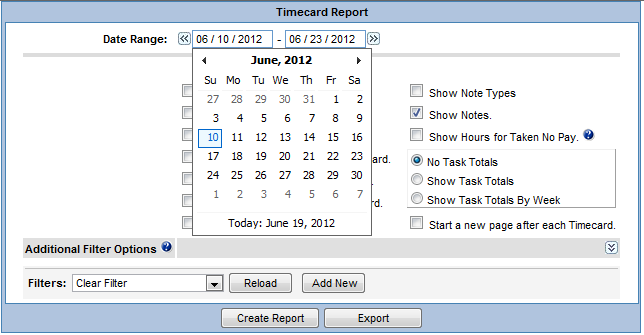 Timecard Report
Date Range: 06 / 10 / 2012 - 06 / 23 / 2012
June, 2012
Su Mo Tu We Th Fr Sa
27 28 29 30 31 1 2
3 4 5 6 7 8 9
10 11 12 13 14 15 16
17 18 19 20 21 22 23
24 25 26 27 28 29 30
1 2 3 4 5 6 7
Today: June 19, 2012
Show Note Types
Show Notes.
Show Hours for Taken No Pay. ?
ard.
No Task Totals
Show Task Totals
ard.
Show Task Totals By Week
Start a new page after each Timecard.
Additional Filter Options ?
Filters: Clear Filter Reload Add New
Create Report Export